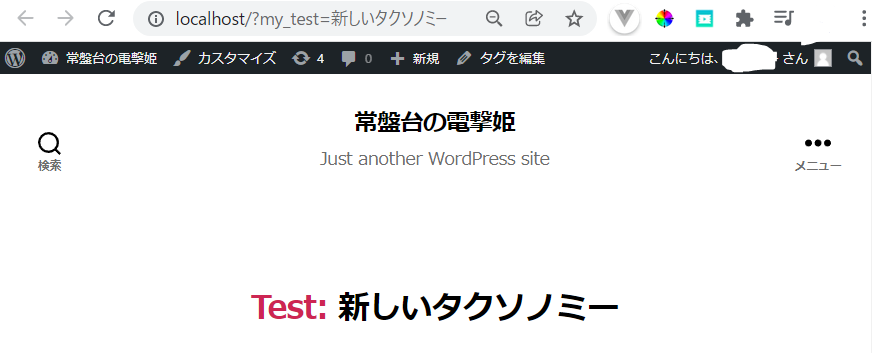 localhost/?my_test=新しいタクソノミー
常盤台の電撃姫 カスタマイズ 4 0 新規 タグを編集 こんにちは、 さん
常盤台の電撃姫
Just another WordPress site
検索
メニュー
Test: 新しいタクソノミー